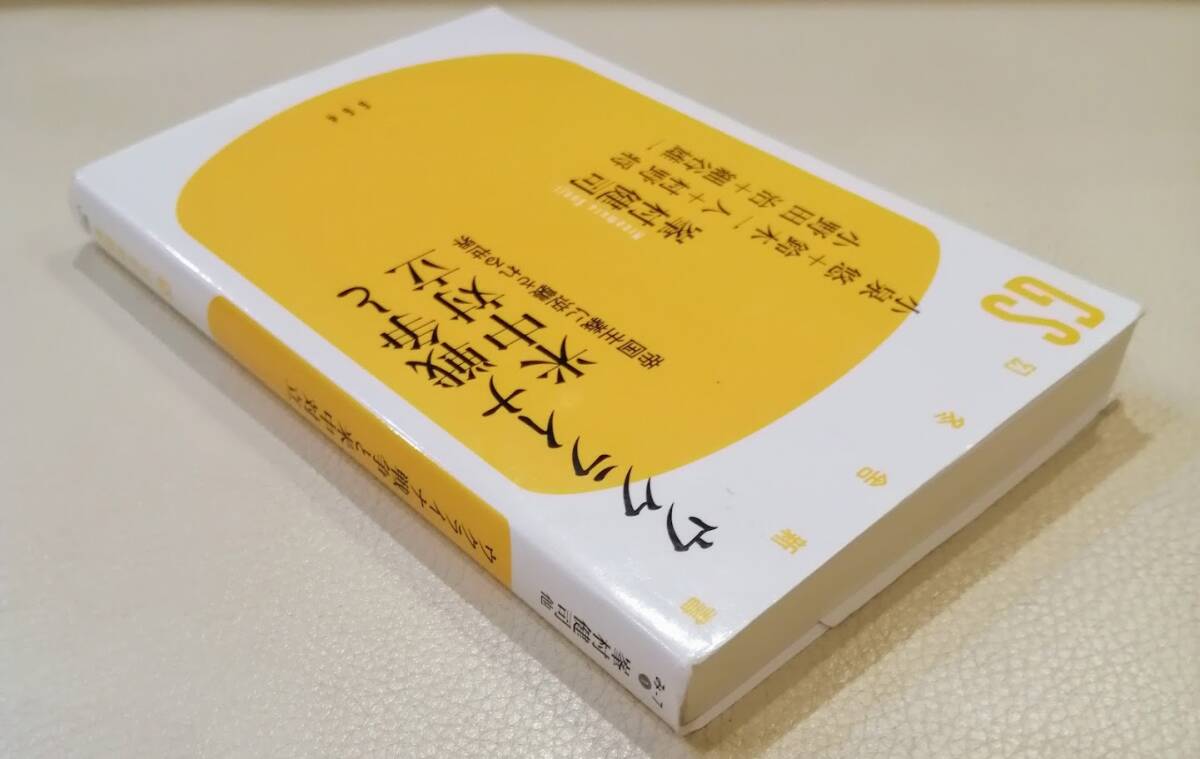 GS
幻冬舎新書
ウクライナ戦争と
米中対立
帝国主義に逆襲される世界
峯村健司
Minemura Kenji
小泉 悠＋鈴木一人＋村野 将
小野田 治＋細谷雄一
ウクライナ戦争と米中対立
峯村健司 他